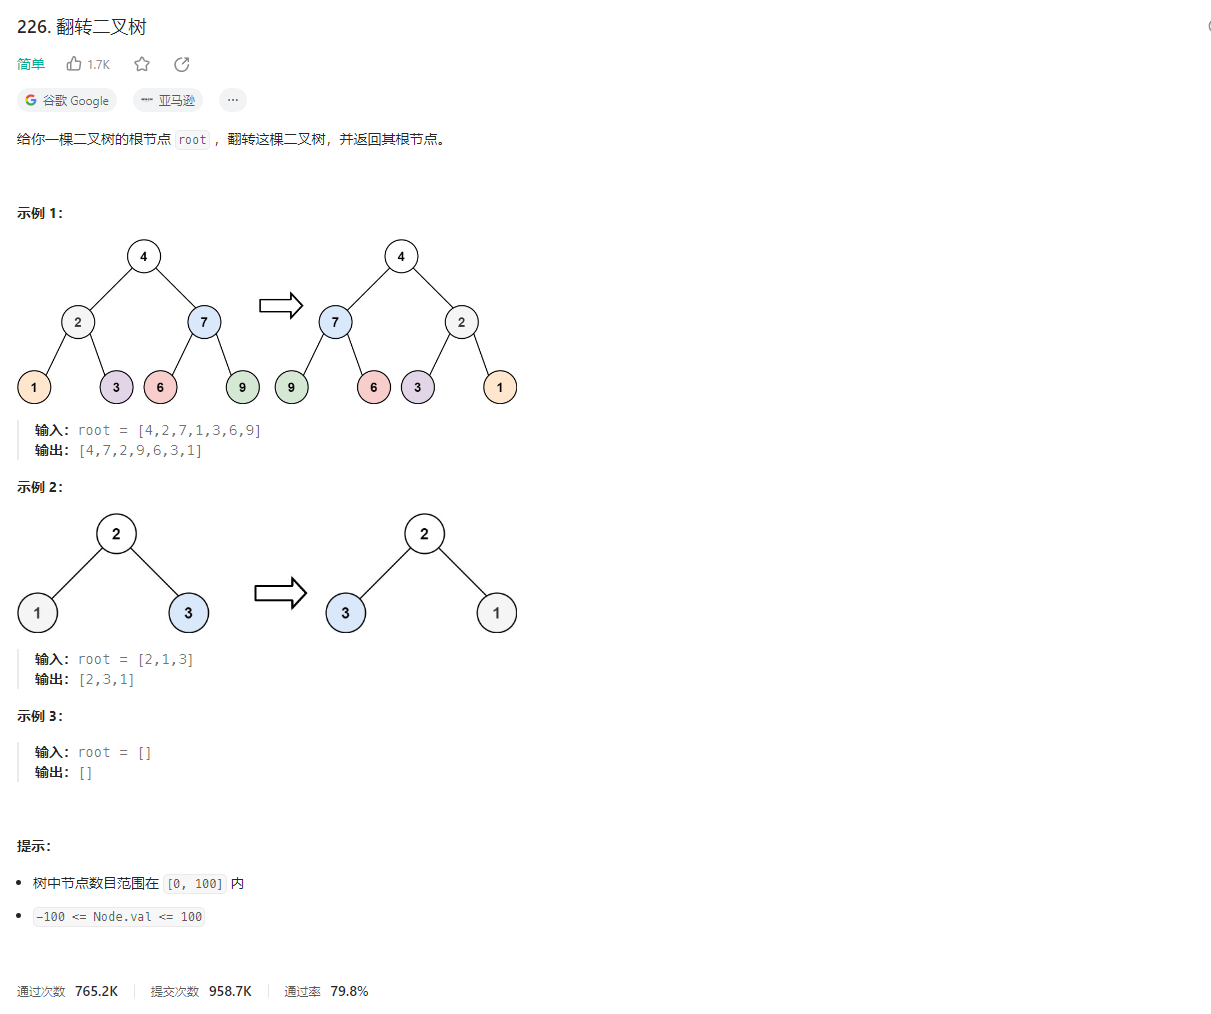 226. 翻转二叉树
简单 1.7K
谷歌 Google 亚马逊 ...
给你一棵二叉树的根节点 root ，翻转这棵二叉树，并返回其根节点。
示例 1：
4 4
2 7 7 2
1 3 6 9 9 6 3 1
输入：root = [4,2,7,1,3,6,9]
输出：[4,7,2,9,6,3,1]
示例 2：
2 2
1 3 3 1
输入：root = [2,1,3]
输出：[2,3,1]
示例 3：
输入：root = []
输出：[]
提示：
树中节点数目范围在 [0, 100] 内
-100 <= Node.val <= 100
通过次数 765.2K 提交次数 958.7K 通过率 79.8%